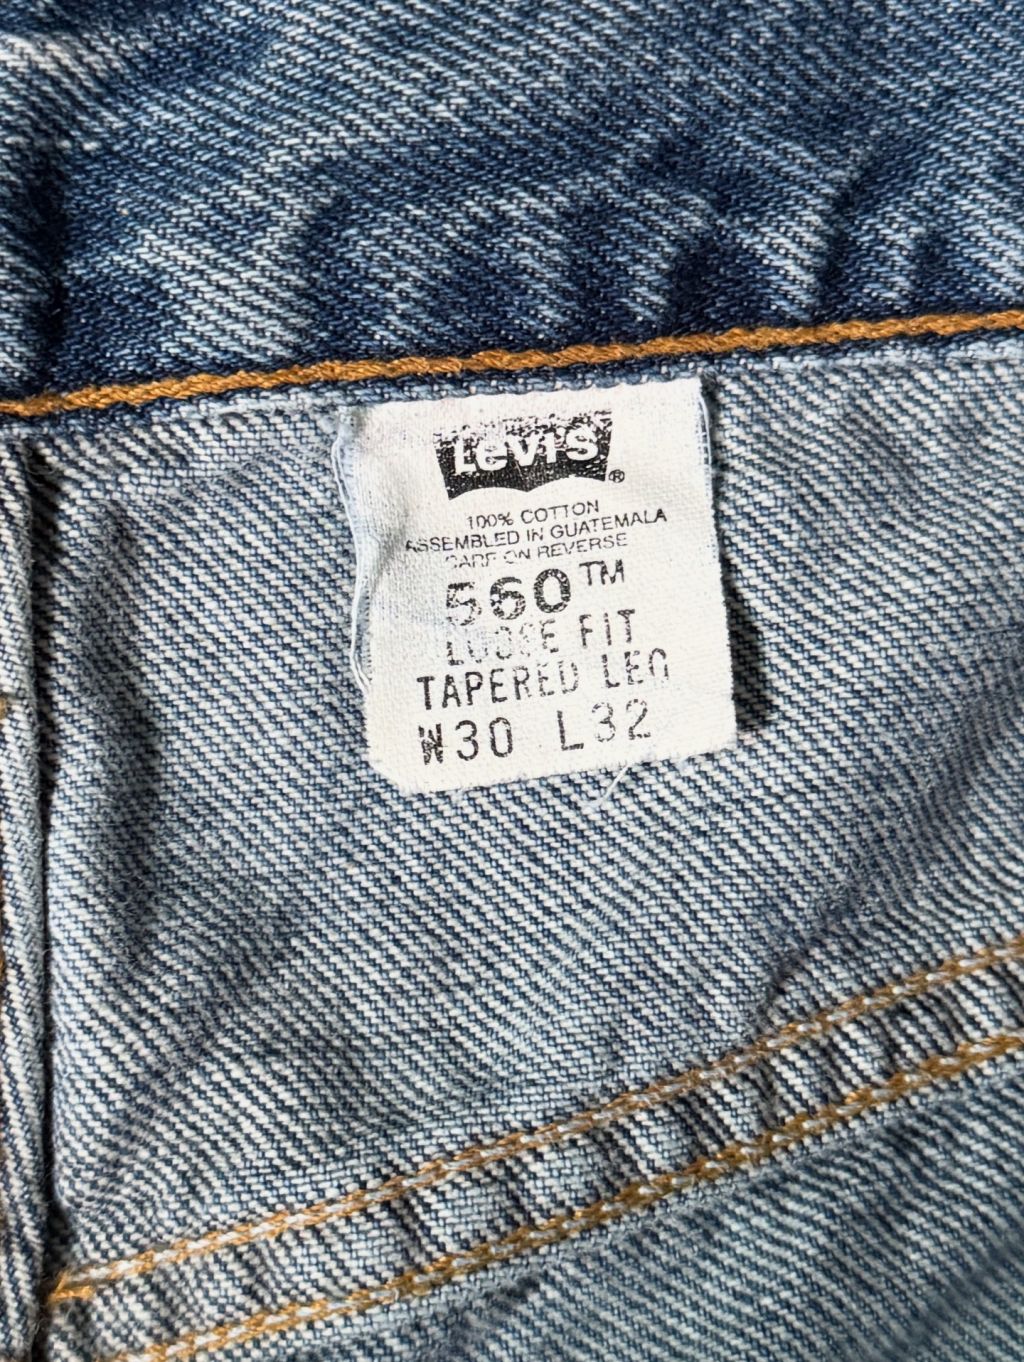 Levi's®
100% COTTON
ASSEMBLED IN GUATEMALA
CARE ON REVERSE
560™
LOOSE FIT
TAPERED LEG
W30 L32